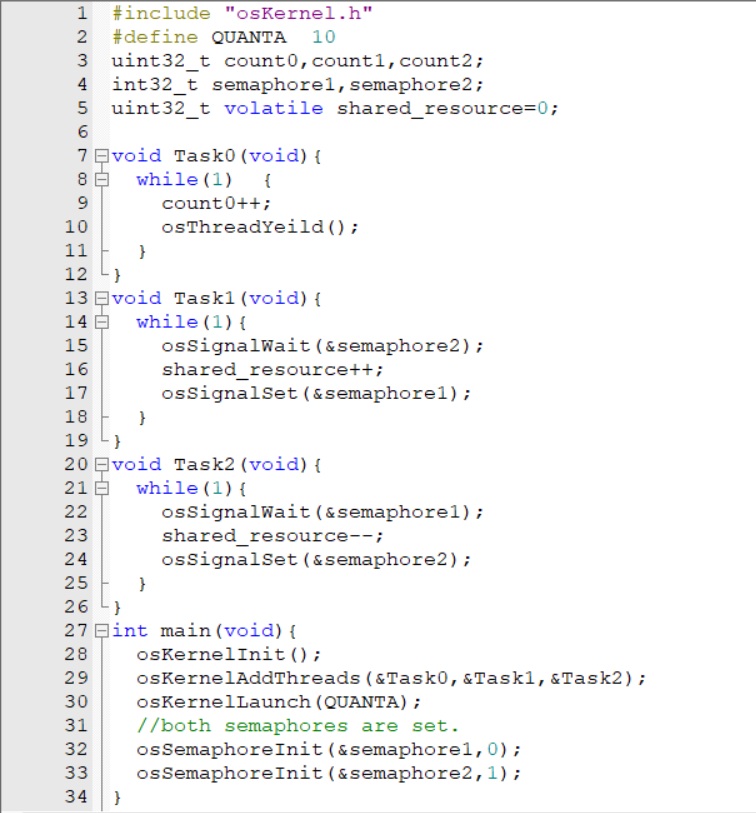 1 #include "osKernel.h"
2 #define QUANTA  10
3 uint32_t count0,count1,count2;
4 int32_t semaphore1,semaphore2;
5 uint32_t volatile shared_resource=0;
6
7 void Task0(void){
8   while(1)  {
9     count0++;
10     osThreadYeild();
11   }
12 }
13 void Task1(void){
14   while(1){
15     osSignalWait(&semaphore2);
16     shared_resource++;
17     osSignalSet(&semaphore1);
18   }
19 }
20 void Task2(void){
21   while(1){
22     osSignalWait(&semaphore1);
23     shared_resource--;
24     osSignalSet(&semaphore2);
25   }
26 }
27 int main(void){
28   osKernelInit();
29   osKernelAddThreads(&Task0,&Task1,&Task2);
30   osKernelLaunch(QUANTA);
31   //both semaphores are set.
32   osSemaphoreInit(&semaphore1,0);
33   osSemaphoreInit(&semaphore2,1);
34 }